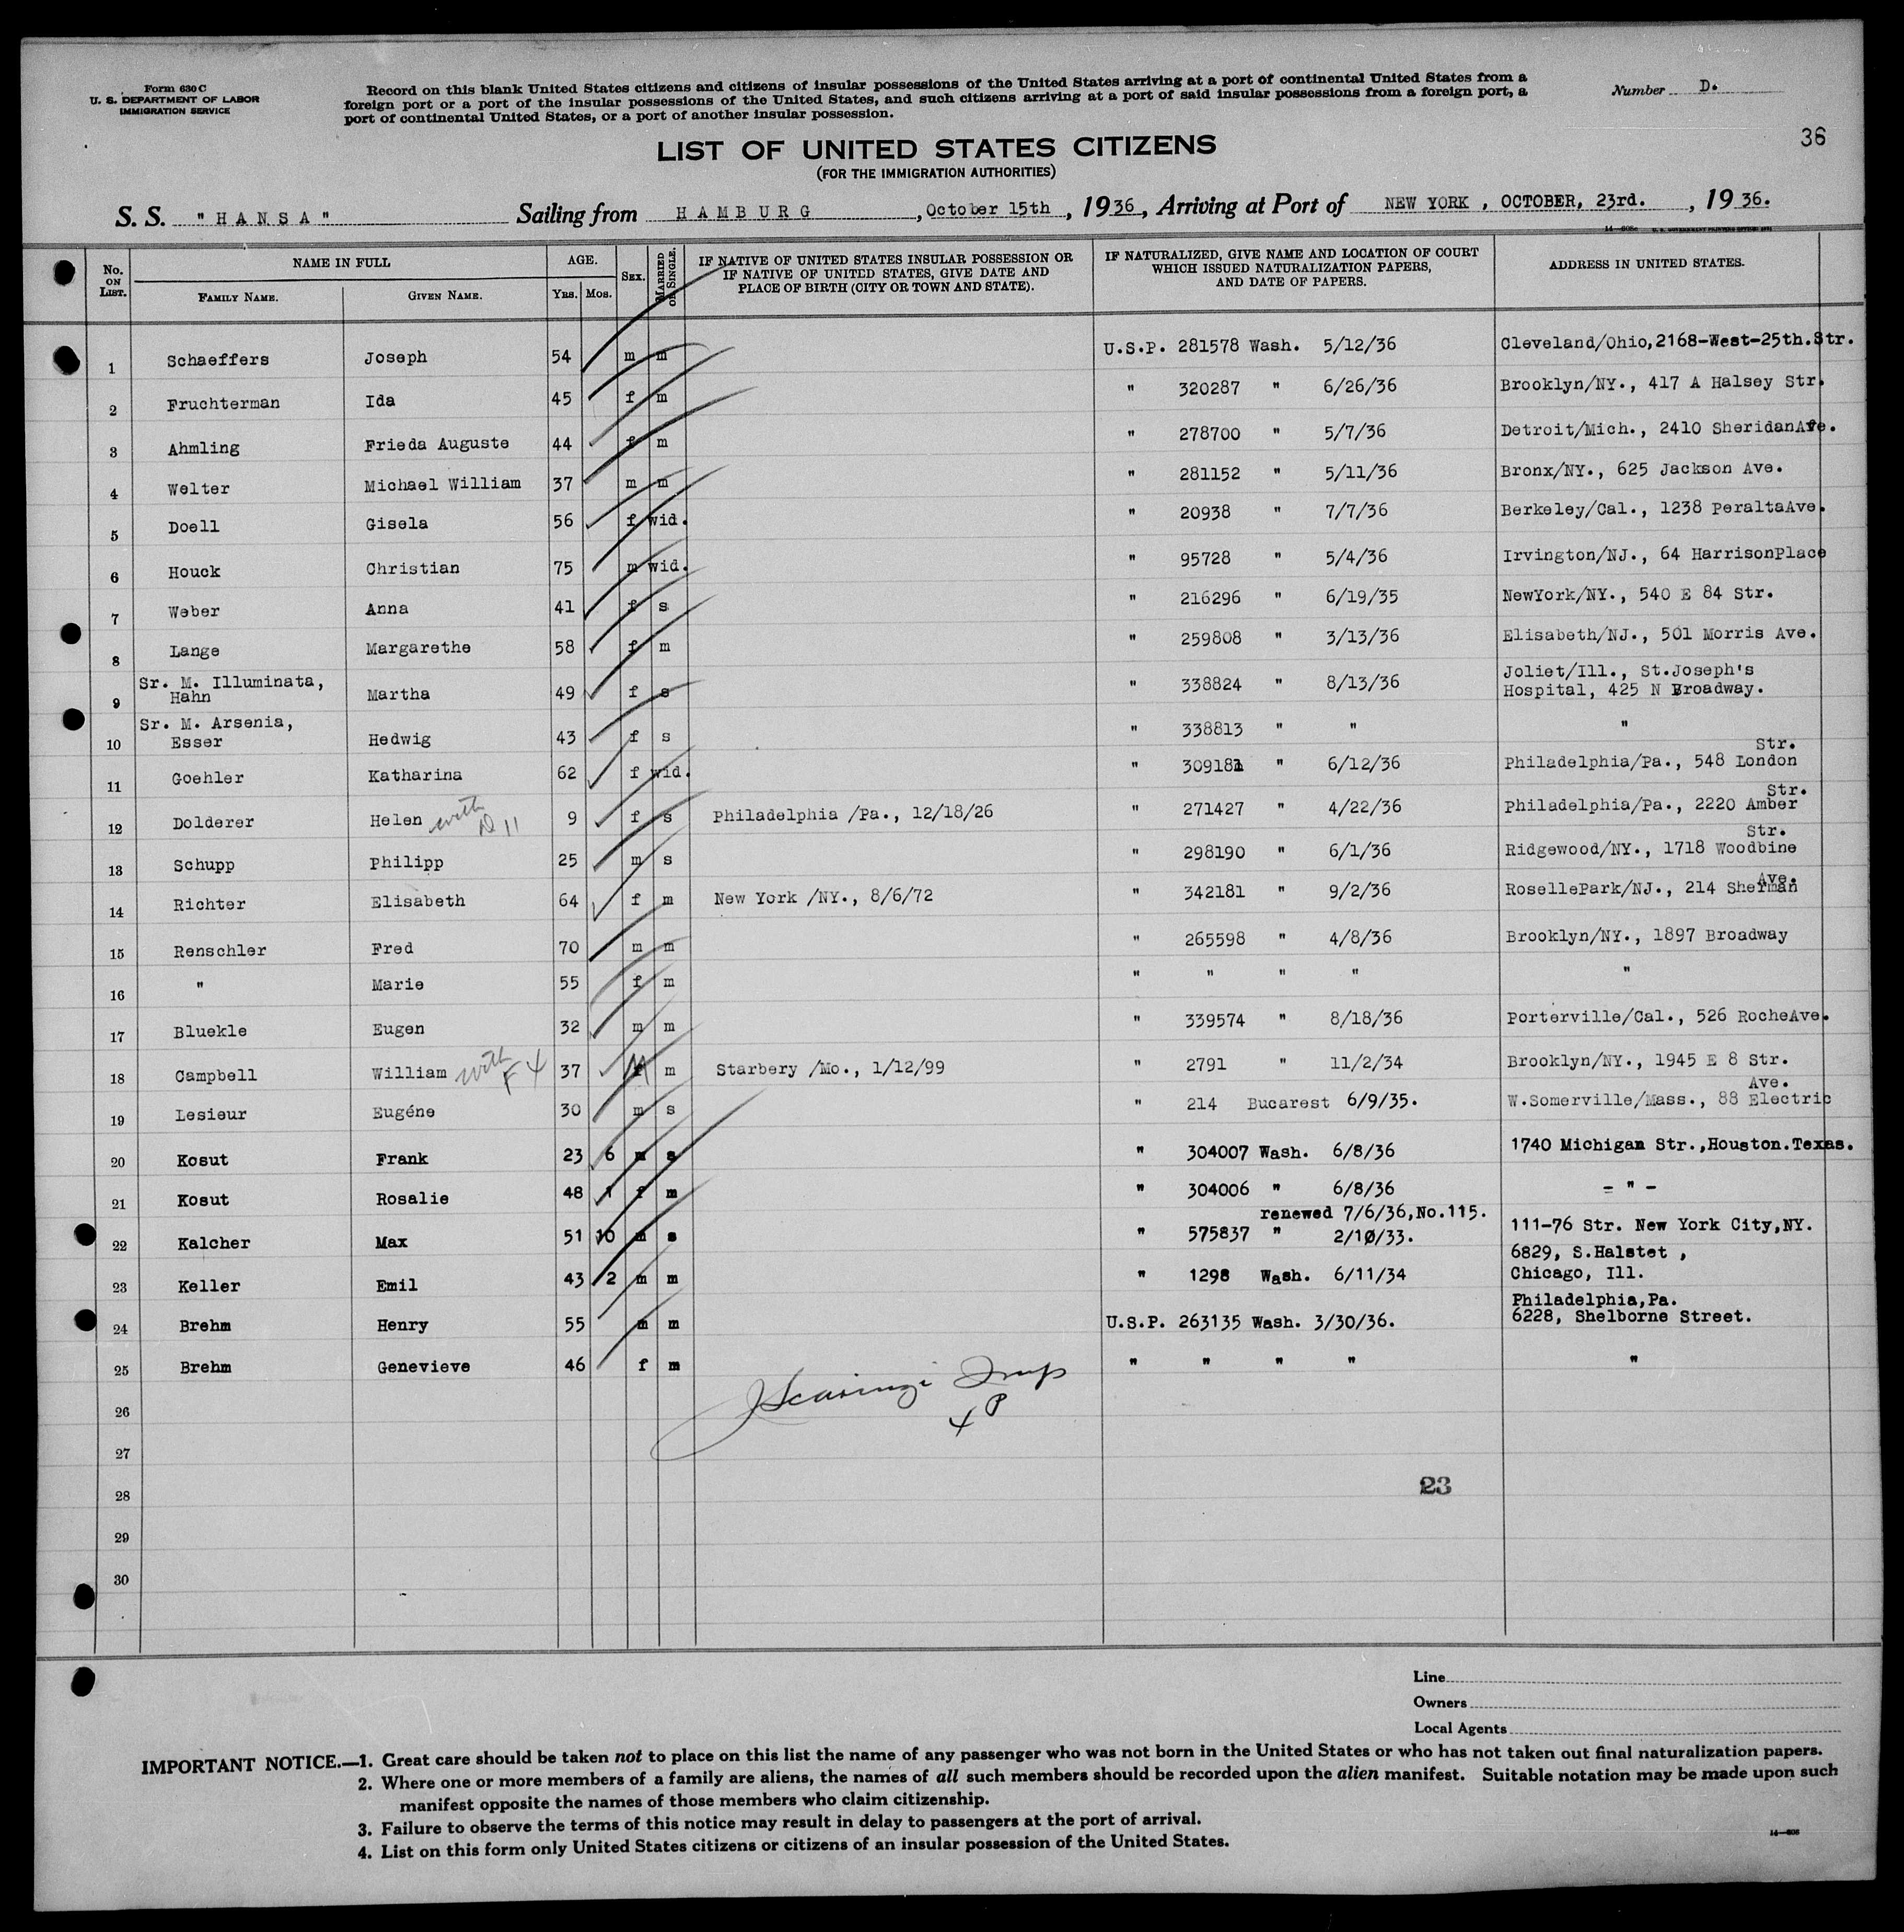 Form 630 C
U. S. DEPARTMENT OF LABOR
IMMIGRATION SERVICE
Record on this blank United States citizens and citizens of insular possessions of the United States arriving at a port of continental United States from a
foreign port or a port of the insular possessions of the United States, and such citizens arriving at a port of said insular possessions from a foreign port, a
port of continental United States, or a port of another insular possession.
Number D.
36
LIST OF UNITED STATES CITIZENS
(FOR THE IMMIGRATION AUTHORITIES)
S. S. "HANSA" Sailing from HAMBURG, October 15th, 1936, Arriving at Port of NEW YORK, OCTOBER, 23rd., 1936.
No. ON LIST. NAME IN FULL FAMILY NAME. GIVEN NAME. AGE. YRS. MOS. SEX. MARRIED OR SINGLE. IF NATIVE OF UNITED STATES INSULAR POSSESSION OR IF NATIVE OF UNITED STATES, GIVE DATE AND PLACE OF BIRTH (CITY OR TOWN AND STATE). IF NATURALIZED, GIVE NAME AND LOCATION OF COURT WHICH ISSUED NATURALIZATION PAPERS, AND DATE OF PAPERS. ADDRESS IN UNITED STATES.
1 Schaeffers Joseph 54 m m U.S.P. 281578 Wash. 5/12/36 Cleveland/Ohio,2168-West-25th.Str.
2 Fruchterman Ida 45 f m " 320287 " 6/26/36 Brooklyn/NY., 417 A Halsey Str.
3 Ahmling Frieda Auguste 44 f m " 278700 " 5/7/36 Detroit/Mich., 2410 SheridanAve.
4 Welter Michael William 37 m m " 281152 " 5/11/36 Bronx/NY., 625 Jackson Ave.
5 Doell Gisela 56 f wid. " 20938 " 7/7/36 Berkeley/Cal., 1238 PeraltaAve.
6 Houck Christian 75 m wid. " 95728 " 5/4/36 Irvington/NJ., 64 HarrisonPlace
7 Weber Anna 41 f s " 216296 " 6/19/35 NewYork/NY., 540 E 84 Str.
8 Lange Margarethe 58 f m " 259808 " 3/13/36 Elisabeth/NJ., 501 Morris Ave.
9 Sr. M. Illuminata, Hahn Martha 49 f s " 338824 " 8/13/36 Joliet/Ill., St.Joseph's Hospital, 425 N Broadway.
10 Sr. M. Arsenia, Esser Hedwig 43 f s " 338813 " " "
11 Goehler Katharina 62 f wid. " 309181 " 6/12/36 Philadelphia/Pa., 548 London Str.
12 Dolderer Helen with D 11 9 f s Philadelphia /Pa., 12/18/26 " 271427 " 4/22/36 Philadelphia/Pa., 2220 Amber Str.
13 Schupp Philipp 25 m s " 298190 " 6/1/36 Ridgewood/NY., 1718 Woodbine Str.
14 Richter Elisabeth 64 f m New York /NY., 8/6/72 " 342181 " 9/2/36 RosellePark/NJ., 214 Sherman Ave.
15 Renschler Fred 70 m m " 265598 " 4/8/36 Brooklyn/NY., 1897 Broadway
16 " Marie 55 f m " " " " "
17 Bluekle Eugen 32 m m " 339574 " 8/18/36 Porterville/Cal., 526 RocheAve.
18 Campbell William with F 4 37 M m Starbery /Mo., 1/12/99 " 2791 " 11/2/34 Brooklyn/NY., 1945 E 8 Str.
19 Lesieur Eugéne 30 m s " 214 Bucarest 6/9/35. W.Somerville/Mass., 88 Electric Ave.
20 Kosut Frank 23 6 m s " 304007 Wash. 6/8/36 1740 Michigan Str.,Houston.Texas.
21 Kosut Rosalie 48 1 f m " 304006 " 6/8/36 - " -
22 Kalcher Max 51 10 m s " 575837 " renewed 7/6/36,No.115. 2/10/33. 111-76 Str. New York City,NY.
23 Keller Emil 43 2 m m " 1298 Wash. 6/11/34 6829, S.Halstet , Chicago, Ill.
24 Brehm Henry 55 m m U.S.P. 263135 Wash. 3/30/36. Philadelphia,Pa. 6228, Shelborne Street.
25 Brehm Genevieve 46 f m " " " " "
26
27
28 23
29
30
Line
Owners
Local Agents
IMPORTANT NOTICE.—1. Great care should be taken not to place on this list the name of any passenger who was not born in the United States or who has not taken out final naturalization papers.
2. Where one or more members of a family are aliens, the names of all such members should be recorded upon the alien manifest. Suitable notation may be made upon such
manifest opposite the names of those members who claim citizenship.
3. Failure to observe the terms of this notice may result in delay to passengers at the port of arrival.
4. List on this form only United States citizens or citizens of an insular possession of the United States.